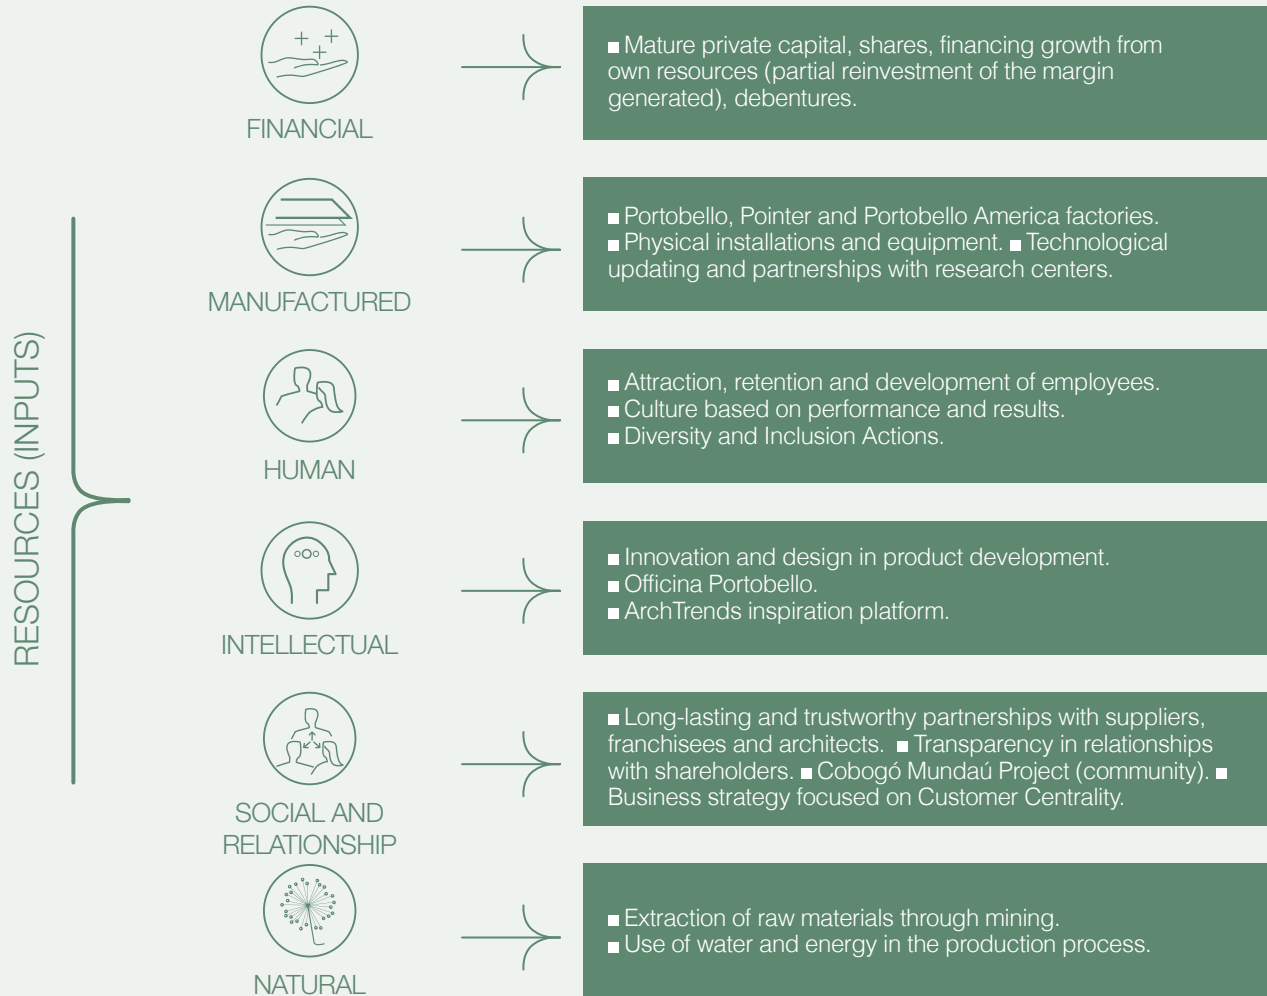 RESOURCES (INPUTS)
FINANCIAL
■ Mature private capital, shares, financing growth from
own resources (partial reinvestment of the margin
generated), debentures.
MANUFACTURED
■ Portobello, Pointer and Portobello America factories.
■ Physical installations and equipment. ■ Technological
updating and partnerships with research centers.
HUMAN
■ Attraction, retention and development of employees.
■ Culture based on performance and results.
■ Diversity and Inclusion Actions.
INTELLECTUAL
■ Innovation and design in product development.
■ Officina Portobello.
■ ArchTrends inspiration platform.
SOCIAL AND
RELATIONSHIP
■ Long-lasting and trustworthy partnerships with suppliers,
franchisees and architects. ■ Transparency in relationships
with shareholders. ■ Cobogó Mundaú Project (community). ■
Business strategy focused on Customer Centrality.
NATURAL
■ Extraction of raw materials through mining.
■ Use of water and energy in the production process.